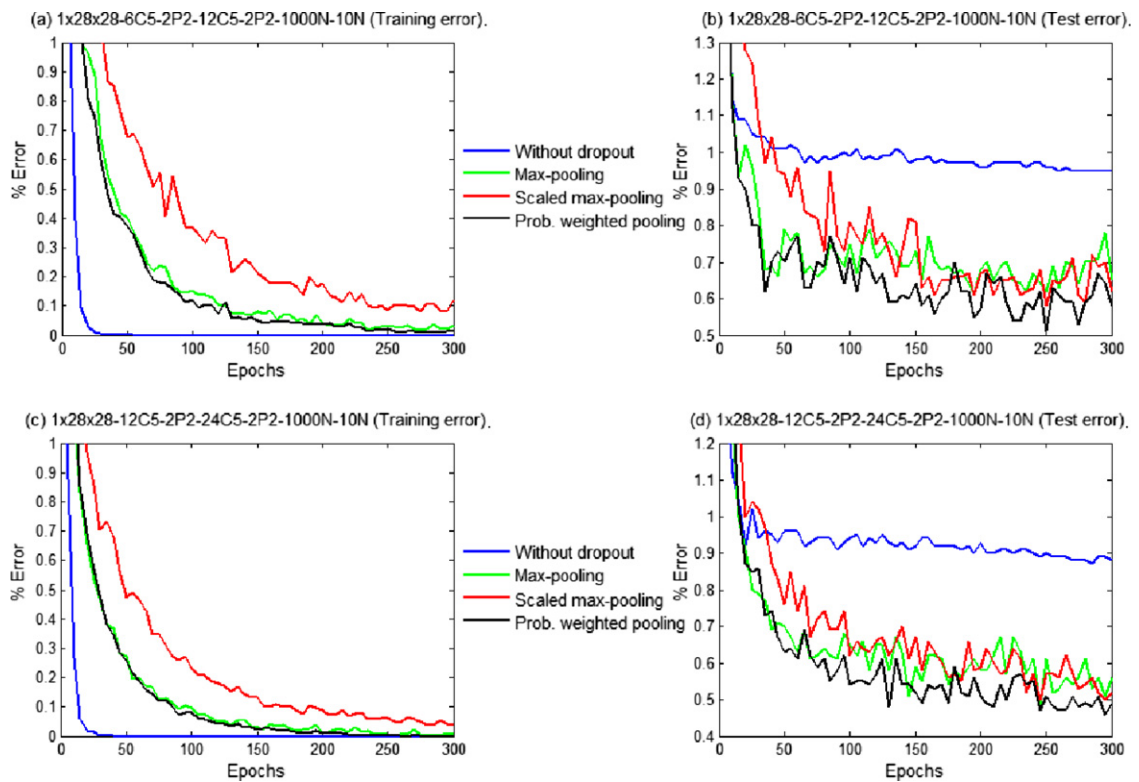 (a) 1x28x28-6C5-2P2-12C5-2P2-1000N-10N (Training error).
1
0.9
0.8
0.7
0.6
0.5
0.4
0.3
0.2
0.1
0
% Error
0 50 100 150 200 250 300
Epochs
Without dropout
Max-pooling
Scaled max-pooling
Prob. weighted pooling
(b) 1x28x28-6C5-2P2-12C5-2P2-1000N-10N (Test error).
1.3
1.2
1.1
1
0.9
0.8
0.7
0.6
0.5
% Error
0 50 100 150 200 250 300
Epochs
(c) 1x28x28-12C5-2P2-24C5-2P2-1000N-10N (Training error).
1
0.9
0.8
0.7
0.6
0.5
0.4
0.3
0.2
0.1
0
% Error
0 50 100 150 200 250 300
Epochs
Without dropout
Max-pooling
Scaled max-pooling
Prob. weighted pooling
(d) 1x28x28-12C5-2P2-24C5-2P2-1000N-10N (Test error).
1.2
1.1
1
0.9
0.8
0.7
0.6
0.5
0.4
% Error
0 50 100 150 200 250 300
Epochs